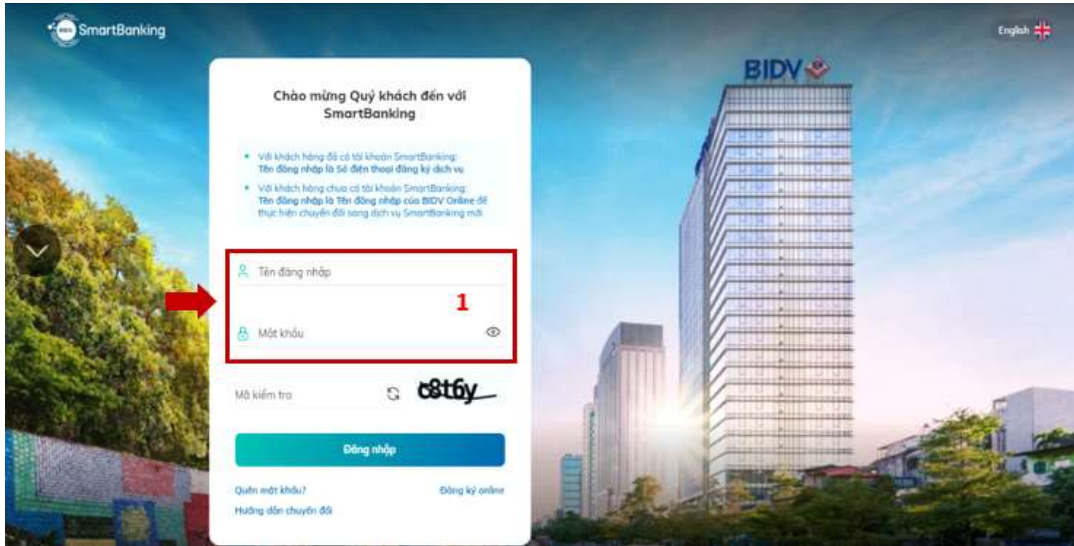 SmartBanking
English
BIDV
Chào mừng Quý khách đến với
SmartBanking
Với khách hàng đã có tài khoản SmartBanking:
Tên đăng nhập là Số điện thoại đăng ký dịch vụ
Với khách hàng chưa có tài khoản SmartBanking:
Tên đăng nhập là Tên đăng nhập của BIDV Online để
thực hiện chuyển đổi sang dịch vụ SmartBanking mới
Tên đăng nhập
1
Mật khẩu
Mã kiểm tra
c8t6y
Đăng nhập
Quên mật khẩu?
Đăng ký online
Hướng dẫn chuyển đổi